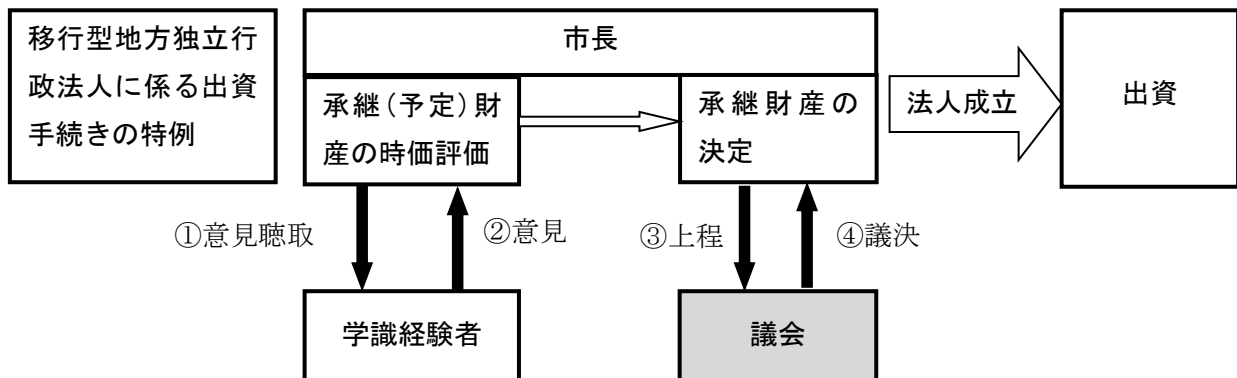 移行型地方独立行
政法人に係る出資
手続きの特例
市長
承継(予定)財
産の時価評価
承継財産の
決定
法人成立
出資
①意見聴取
②意見
③上程
④議決
学識経験者
議会